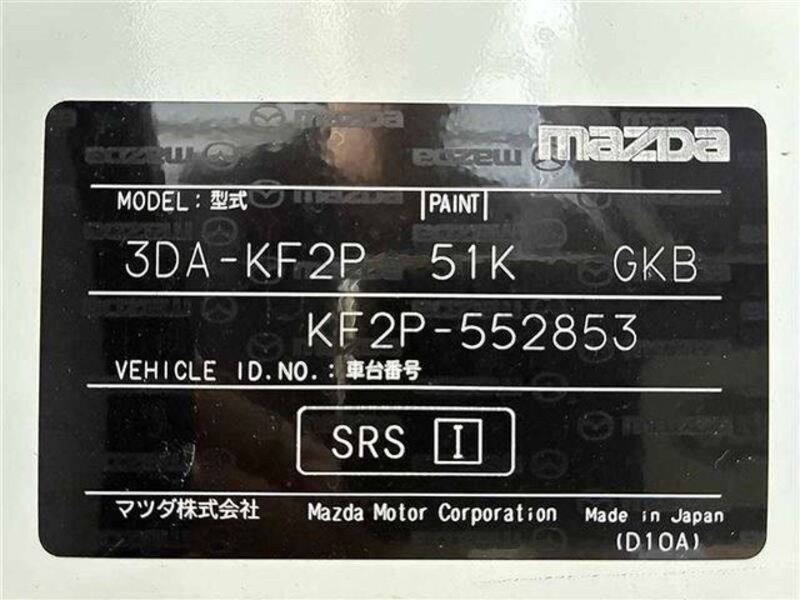 mazda
MODEL: 型式 PAINT
3DA-KF2P 51K GKB
KF2P-552853
VEHICLE ID.NO.: 車台番号
SRS I
マツダ株式会社 Mazda Motor Corporation Made in Japan
(D10A)